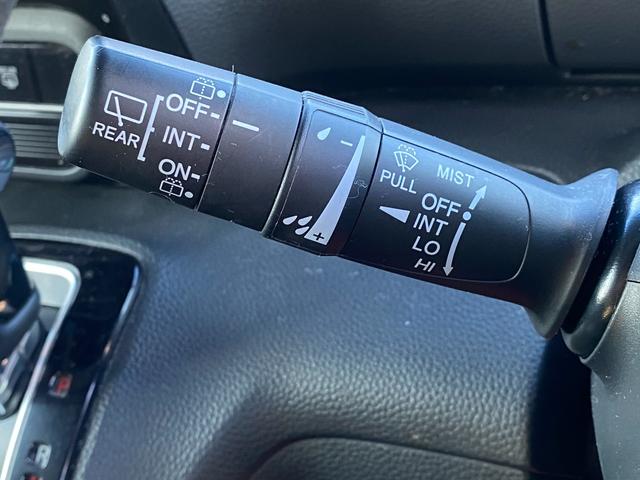 OFF
INT
ON
REAR
-
+
MIST
PULL
OFF
INT
LO
HI
R